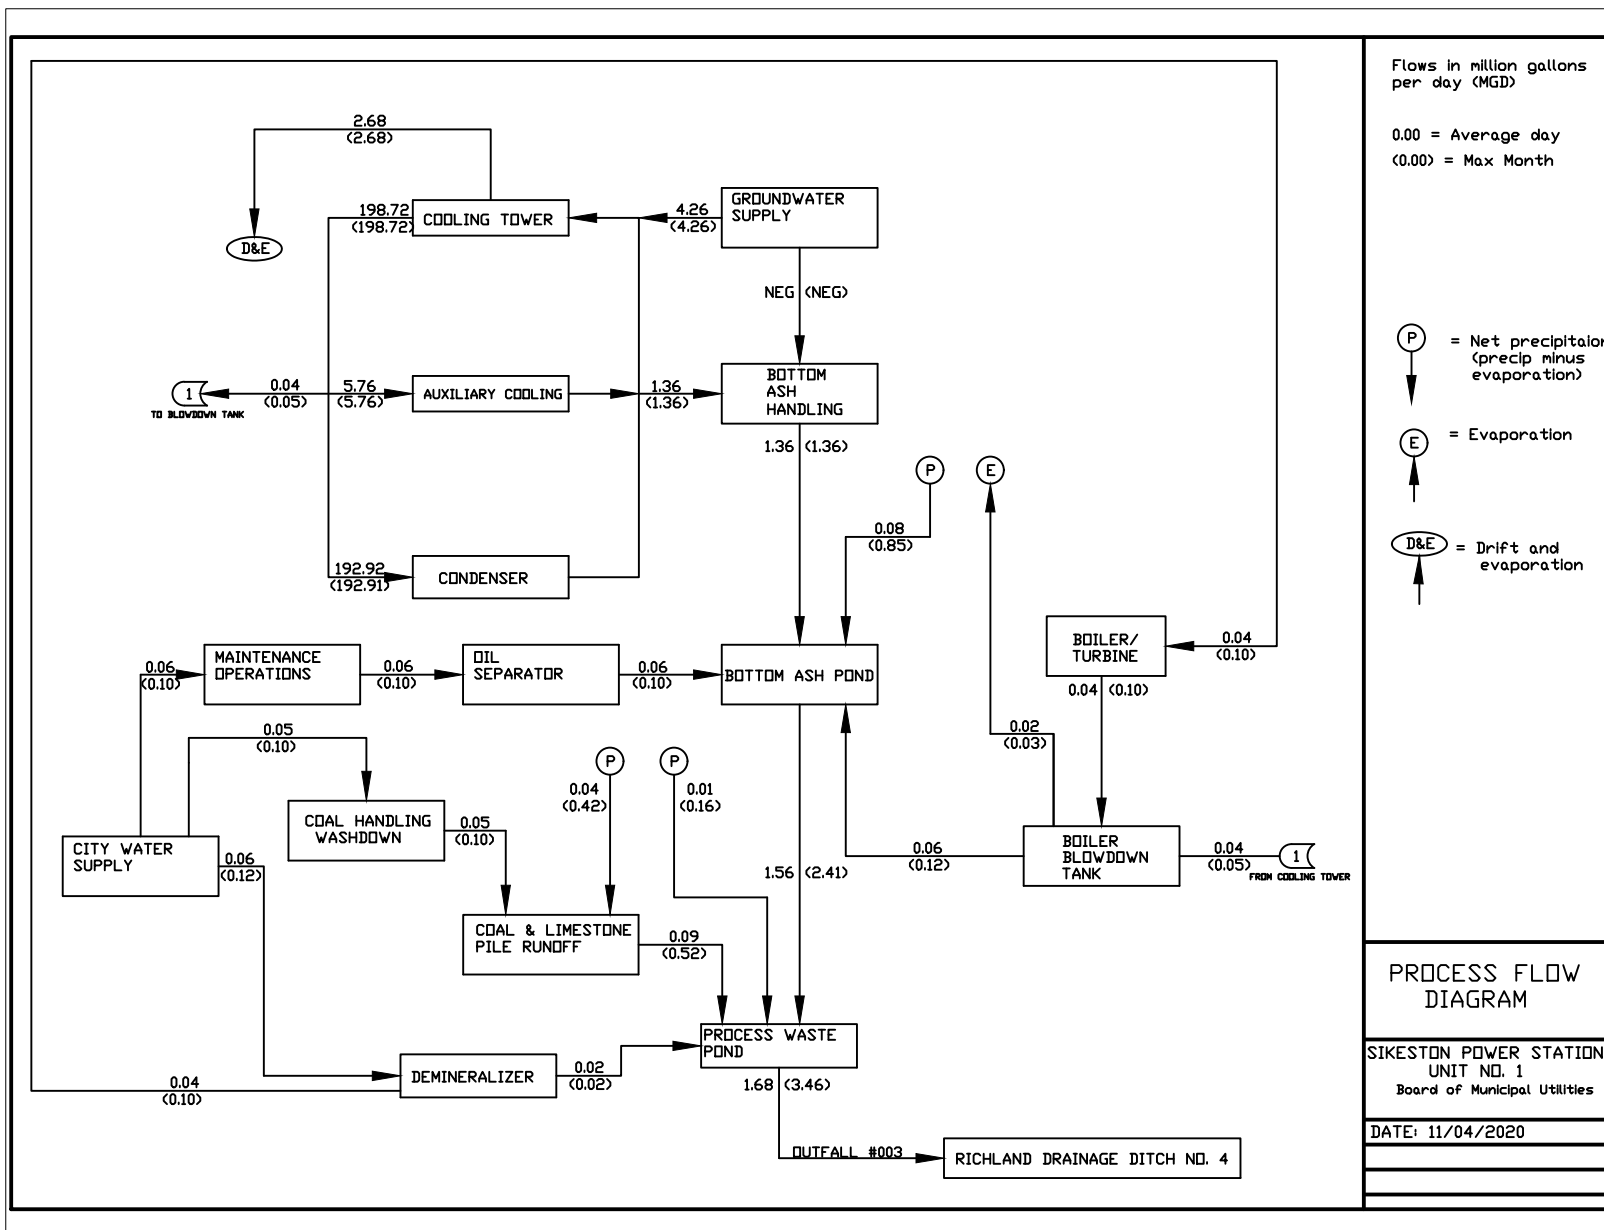 Flows in million gallons
per day (MGD)
0.00 = Average day
(0.00) = Max Month
P
= Net precipitaion
(precip minus
evaporation)
E
= Evaporation
D&E
= Drift and
evaporation
2.68
(2.68)
D&E
198.72
(198.72)
COOLING TOWER
4.26
(4.26)
GROUNDWATER
SUPPLY
NEG (NEG)
1
TO BLOWDOWN TANK
0.04
(0.05)
5.76
(5.76)
AUXILIARY COOLING
1.36
(1.36)
BOTTOM
ASH
HANDLING
1.36 (1.36)
P
E
0.08
(0.85)
192.92
(192.91)
CONDENSER
0.06
(0.10)
MAINTENANCE
OPERATIONS
0.06
(0.10)
OIL
SEPARATOR
0.06
(0.10)
BOTTOM ASH POND
BOILER/
TURBINE
0.04
(0.10)
0.04 (0.10)
0.02
(0.03)
0.05
(0.10)
P
P
0.04
(0.42)
0.01
(0.16)
COAL HANDLING
WASHDOWN
0.05
(0.10)
CITY WATER
SUPPLY
0.06
(0.12)
1.56 (2.41)
0.06
(0.12)
BOILER
BLOWDOWN
TANK
0.04
(0.05)
1
FROM COOLING TOWER
COAL & LIMESTONE
PILE RUNOFF
0.09
(0.52)
PROCESS WASTE
POND
DEMINERALIZER
0.02
(0.02)
0.04
(0.10)
1.68 (3.46)
OUTFALL #003
RICHLAND DRAINAGE DITCH NO. 4
PROCESS FLOW
DIAGRAM
SIKESTON POWER STATION
UNIT NO. 1
Board of Municipal Utilities
DATE: 11/04/2020